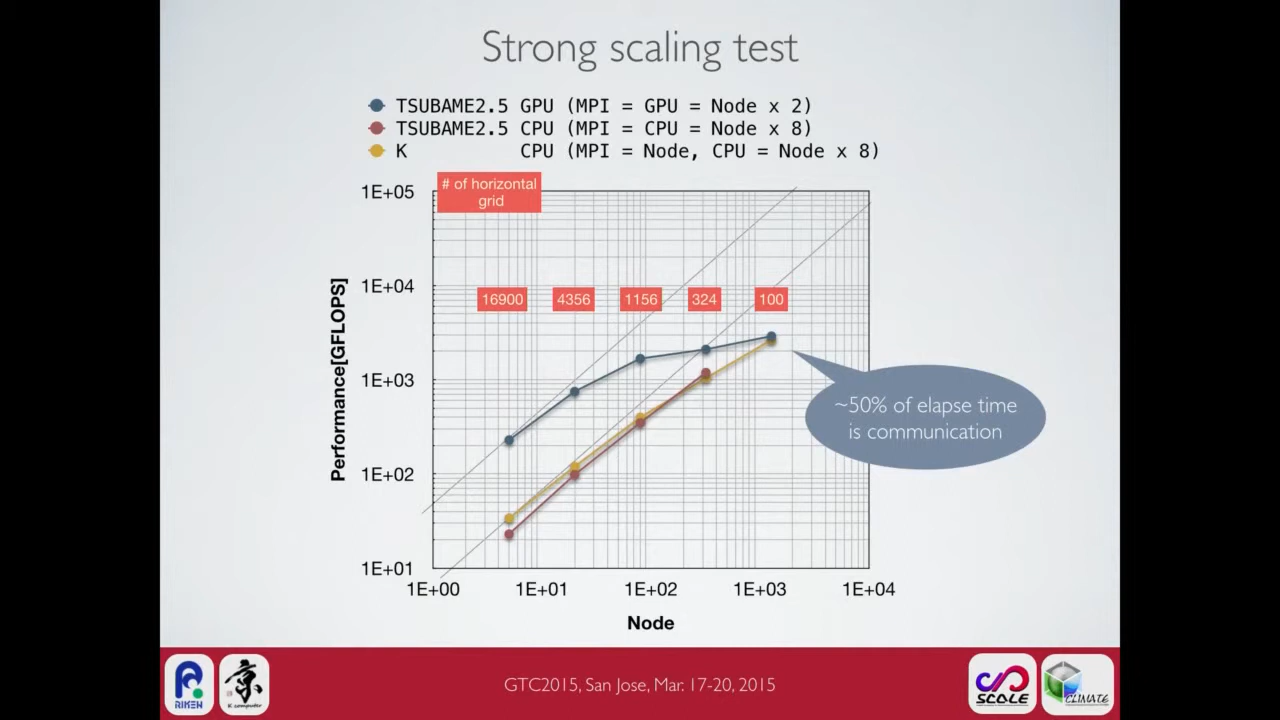 Strong scaling test
TSUBAME2.5 GPU (MPI = GPU = Node x 2)
TSUBAME2.5 CPU (MPI = CPU = Node x 8)
K CPU (MPI = Node, CPU = Node x 8)
# of horizontal
grid
1E+05
1E+04
1E+03
1E+02
1E+01
Performance[GFLOPS]
16900
4356
1156
324
100
~50% of elapse time
is communication
1E+00
1E+01
1E+02
1E+03
1E+04
Node
RIKEN
京
K computer
GTC2015, San Jose, Mar. 17-20, 2015
SCALE
CLIMATE